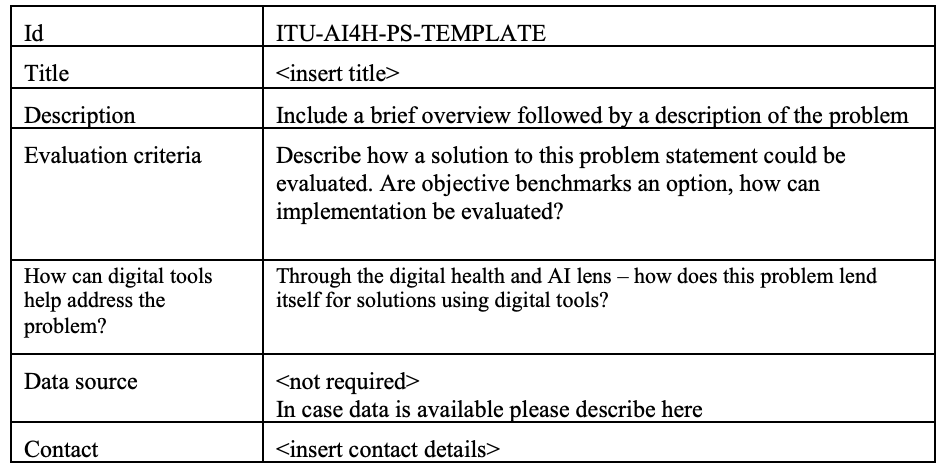 Id
ITU-AI4H-PS-TEMPLATE
Title
<insert title>
Description
Include a brief overview followed by a description of the problem
Evaluation criteria
Describe how a solution to this problem statement could be
evaluated. Are objective benchmarks an option, how can
implementation be evaluated?
How can digital tools
help address the
problem?
Through the digital health and AI lens – how does this problem lend
itself for solutions using digital tools?
Data source
<not required>
In case data is available please describe here
Contact
<insert contact details>